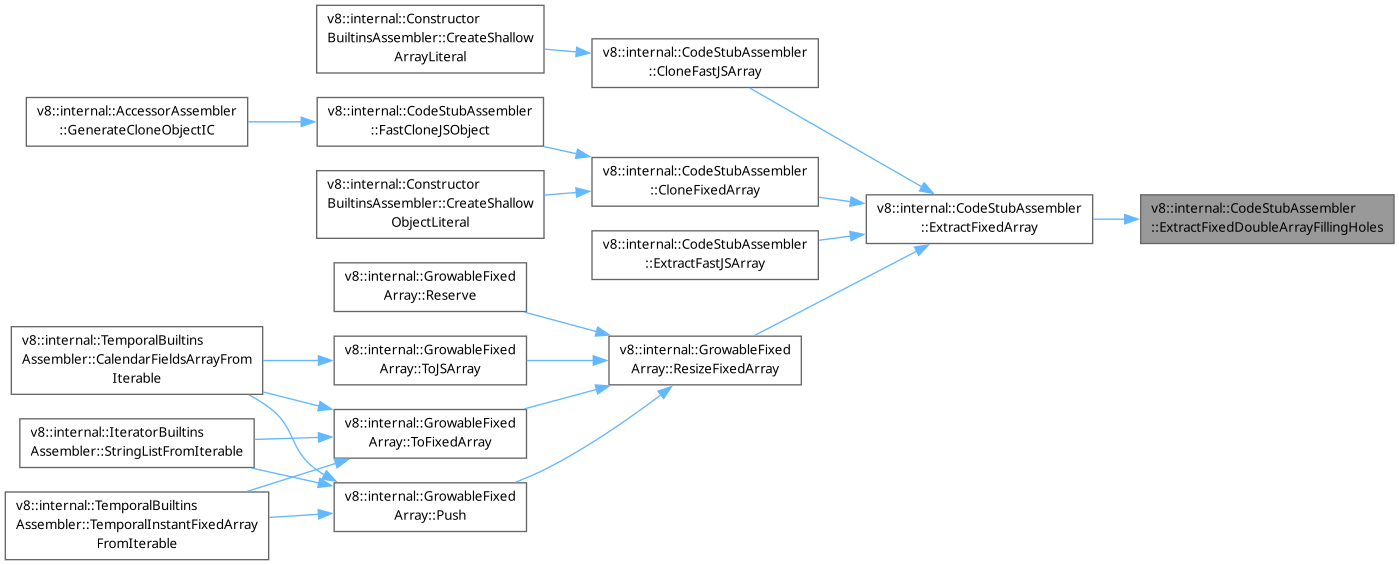 v8::internal::Constructor
BuiltinsAssembler::CreateShallow
ArrayLiteral
v8::internal::CodeStubAssembler
::CloneFastJSArray
v8::internal::AccessorAssembler
::GenerateCloneObjectIC
v8::internal::CodeStubAssembler
::FastCloneJSObject
v8::internal::Constructor
BuiltinsAssembler::CreateShallow
ObjectLiteral
v8::internal::CodeStubAssembler
::CloneFixedArray
v8::internal::CodeStubAssembler
::ExtractFixedArray
v8::internal::CodeStubAssembler
::ExtractFixedDoubleArrayFillingHoles
v8::internal::CodeStubAssembler
::ExtractFastJSArray
v8::internal::GrowableFixed
Array::Reserve
v8::internal::TemporalBuiltins
Assembler::CalendarFieldsArrayFrom
Iterable
v8::internal::GrowableFixed
Array::ToJSArray
v8::internal::GrowableFixed
Array::ResizeFixedArray
v8::internal::IteratorBuiltins
Assembler::StringListFromIterable
v8::internal::GrowableFixed
Array::ToFixedArray
v8::internal::TemporalBuiltins
Assembler::TemporalInstantFixedArray
FromIterable
v8::internal::GrowableFixed
Array::Push